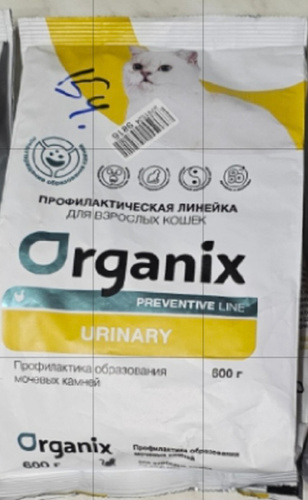 ПРОФИЛАКТИЧЕСКАЯ ЛИНЕЙКА
ДЛЯ ВЗРОСЛЫХ КОШЕК
Organix
PREVENTIVE LINE
URINARY
Профилактика образования
мочевых камней
600 г
Organix
Профилактика образования
мочевых камней
600 г